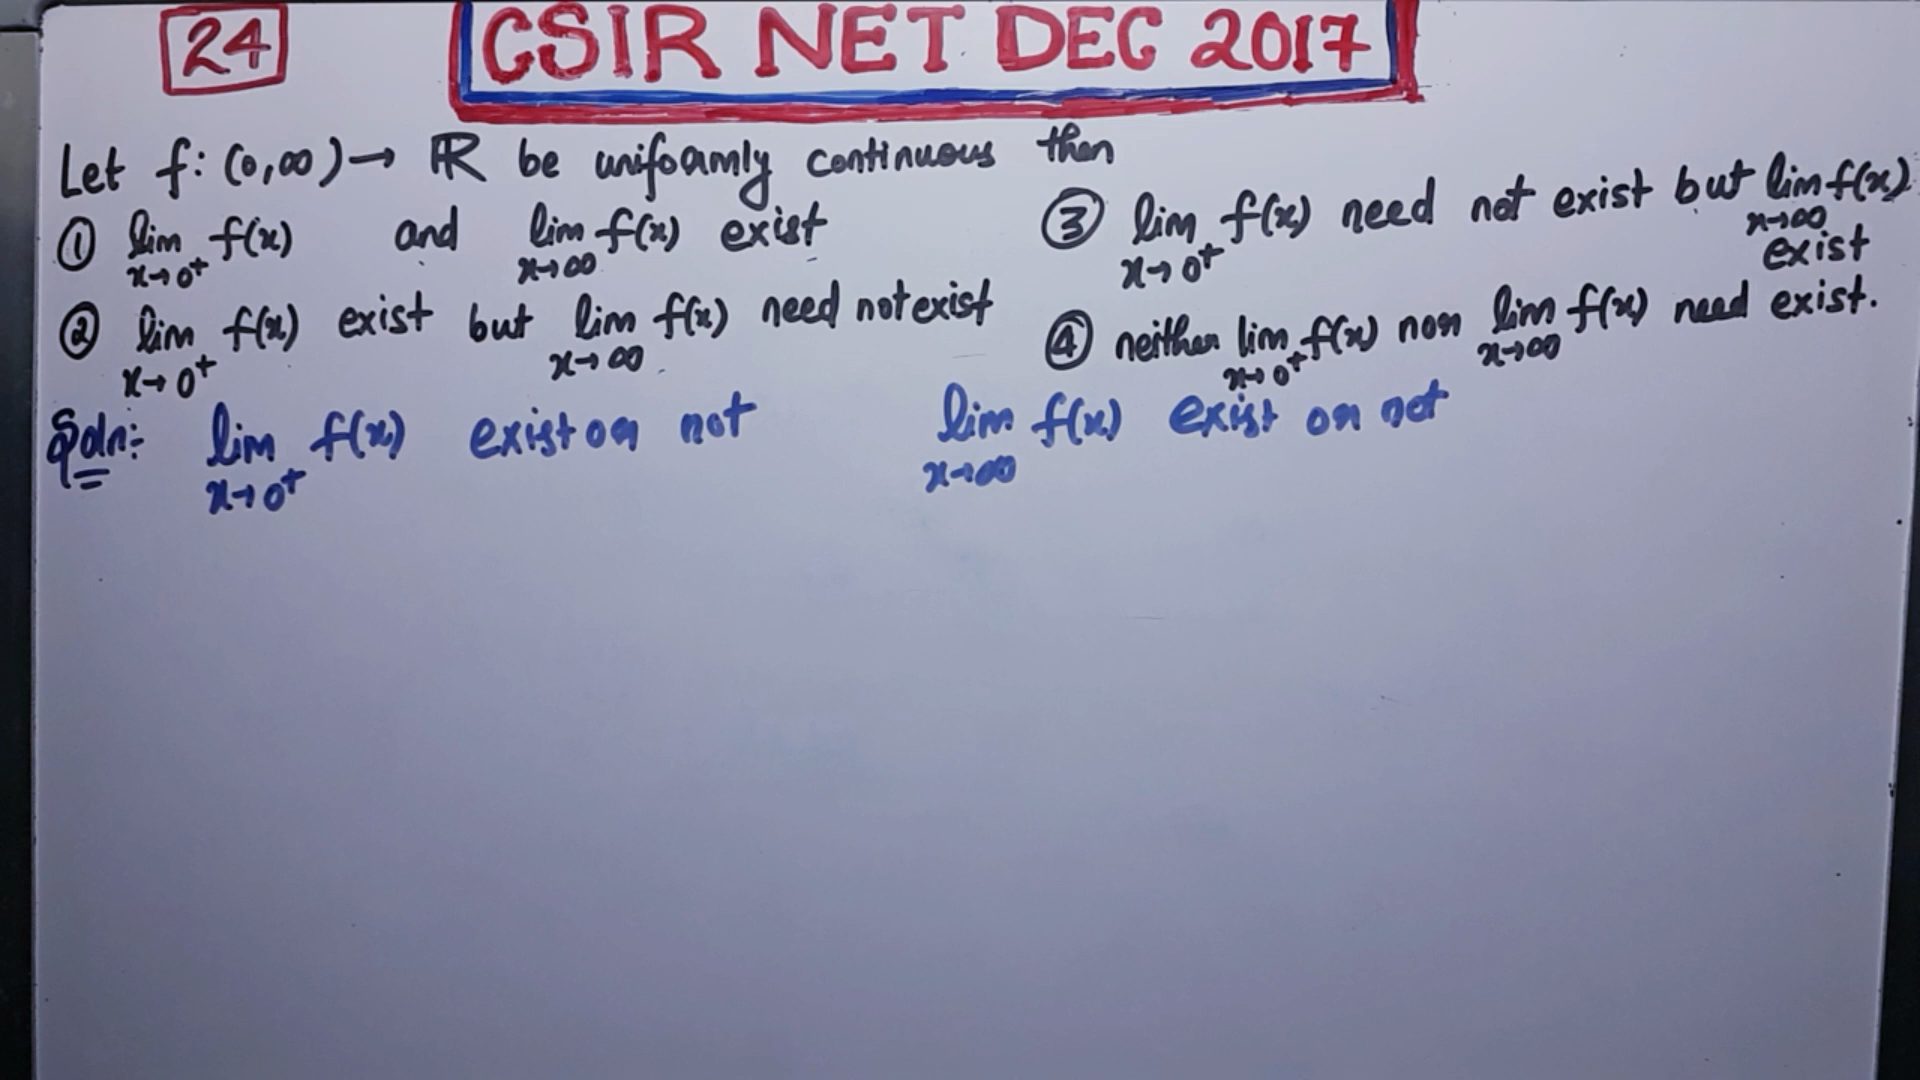 24
CSIR NET DEC 2017
Let f: (0,∞) → ℝ be uniformly continuous then
① lim f(x) and lim f(x) exist
x→0⁺ x→∞
② lim f(x) exist but lim f(x) need not exist
x→0⁺ x→∞
③ lim f(x) need not exist but lim f(x)
x→0⁺ x→∞
exist
④ neither lim f(x) nor lim f(x) need exist.
x→0⁺ x→∞
Soln:- lim f(x) exist or not lim f(x) exist or not
x→0⁺ x→∞